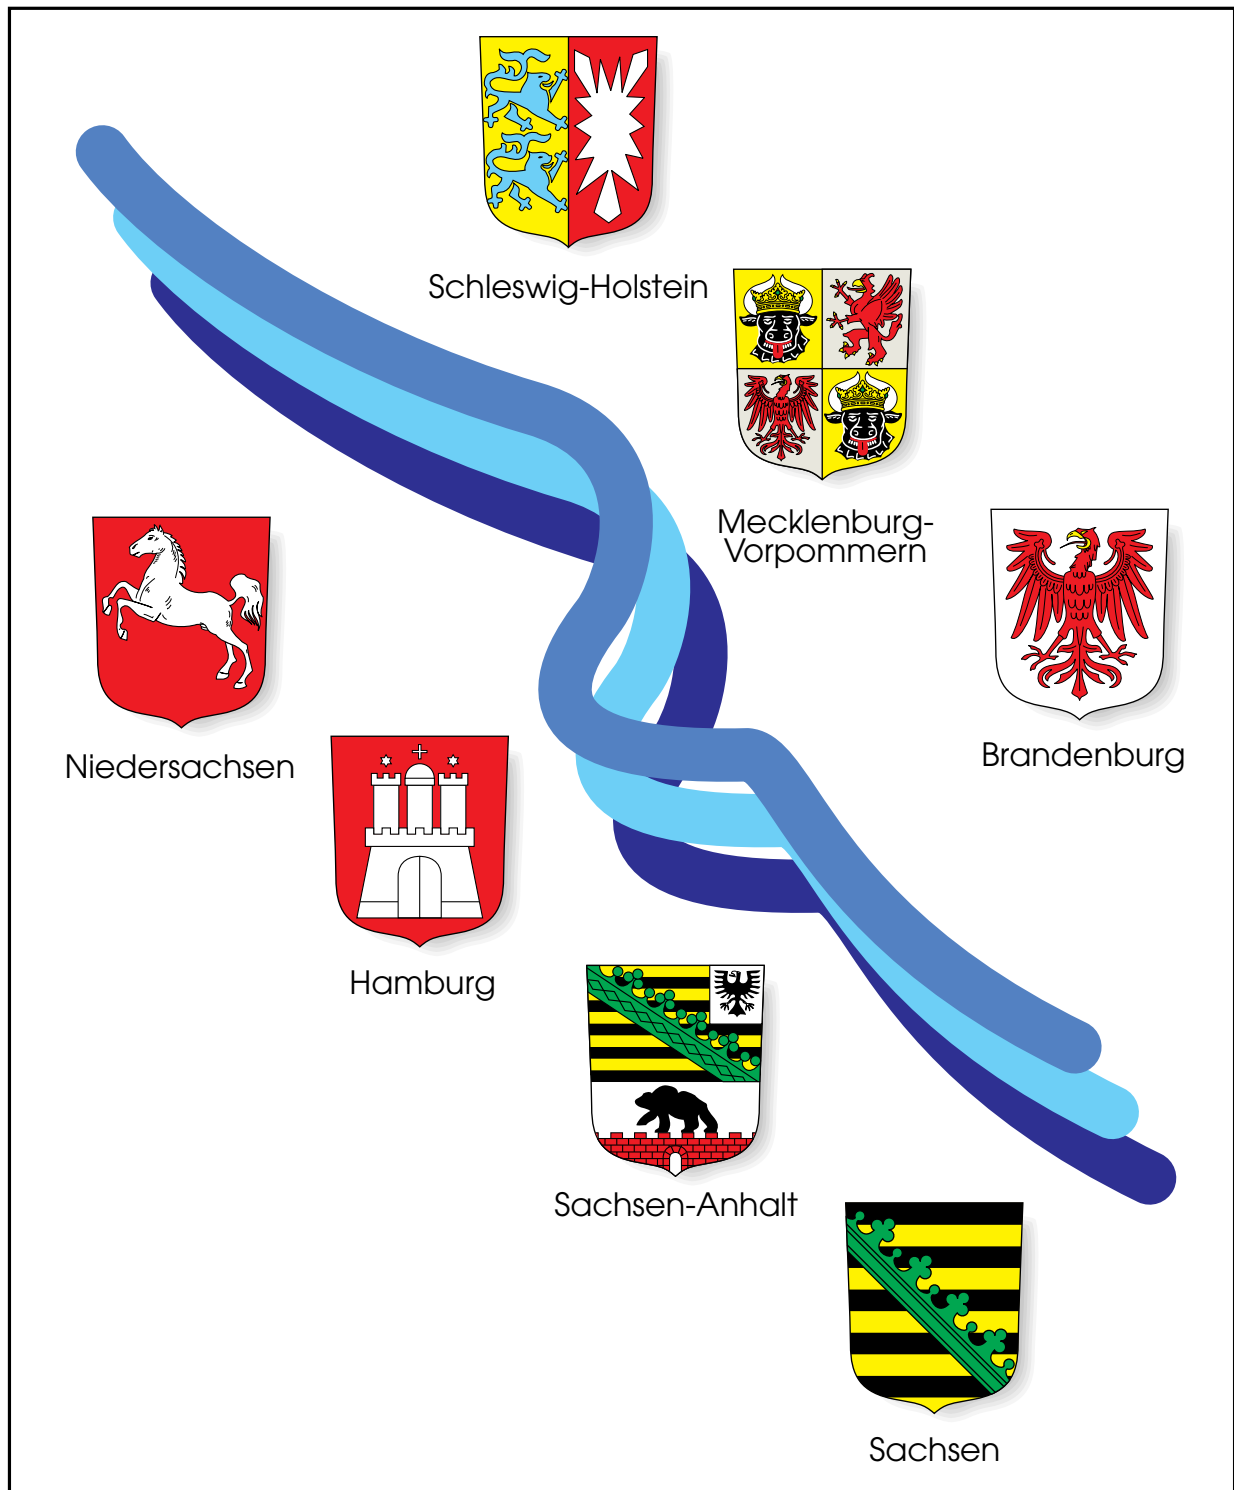 Schleswig-Holstein
Mecklenburg-
Vorpommern
Niedersachsen
Brandenburg
Hamburg
Sachsen-Anhalt
Sachsen